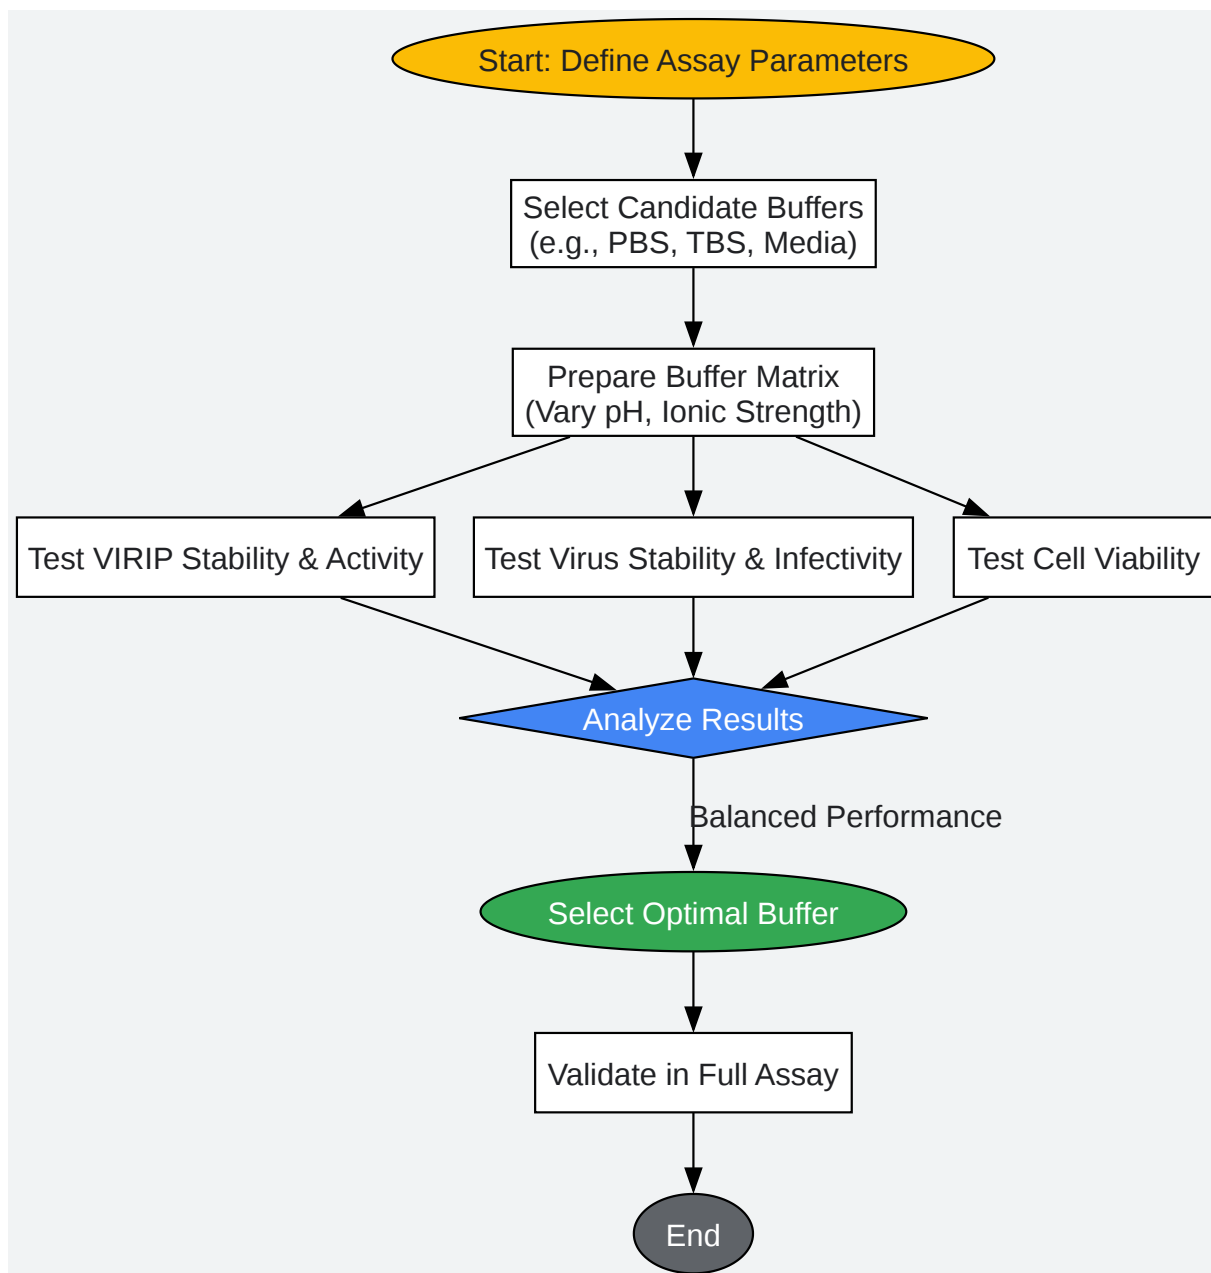 Start: Define Assay Parameters
Select Candidate Buffers
(e.g., PBS, TBS, Media)
Prepare Buffer Matrix
(Vary pH, Ionic Strength)
Test VIRIP Stability & Activity
Test Virus Stability & Infectivity
Test Cell Viability
Analyze Results
Balanced Performance
Select Optimal Buffer
Validate in Full Assay
End